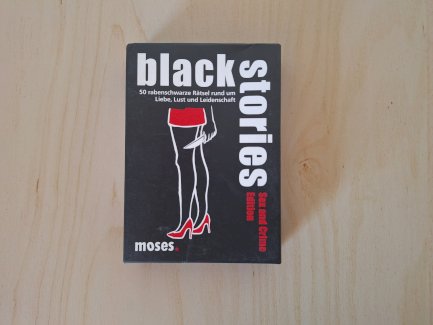 black
stories
50 rabenschwarze Rätsel rund um
Liebe, Lust und Leidenschaft
Sex and Crime
Edition
moses.